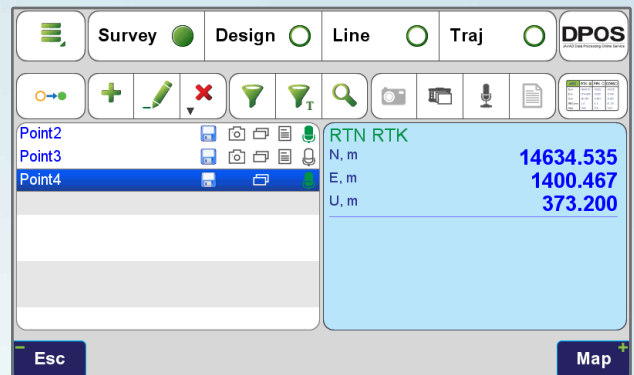 Survey Design Line Traj DPOS
JAVAD Data Processing Online Service
T
Point2
Point3
Point4
RTN RTK
N, m 14634.535
E, m 1400.467
U, m 373.200
Esc Map